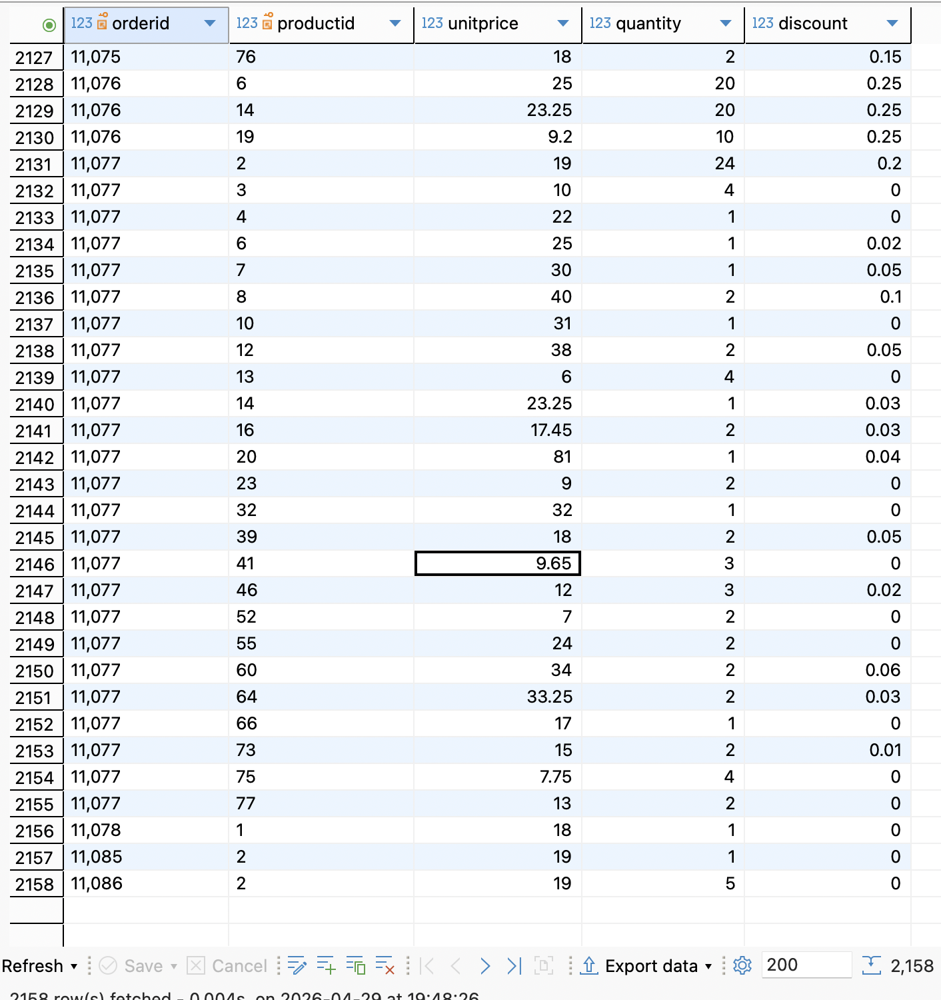 123 orderid 123 productid 123 unitprice 123 quantity 123 discount
2127 11,075 76 18 2 0.15
2128 11,076 6 25 20 0.25
2129 11,076 14 23.25 20 0.25
2130 11,076 19 9.2 10 0.25
2131 11,077 2 19 24 0.2
2132 11,077 3 10 4 0
2133 11,077 4 22 1 0
2134 11,077 6 25 1 0.02
2135 11,077 7 30 1 0.05
2136 11,077 8 40 2 0.1
2137 11,077 10 31 1 0
2138 11,077 12 38 2 0.05
2139 11,077 13 6 4 0
2140 11,077 14 23.25 1 0.03
2141 11,077 16 17.45 2 0.03
2142 11,077 20 81 1 0.04
2143 11,077 23 9 2 0
2144 11,077 32 32 1 0
2145 11,077 39 18 2 0.05
2146 11,077 41 9.65 3 0
2147 11,077 46 12 3 0.02
2148 11,077 52 7 2 0
2149 11,077 55 24 2 0
2150 11,077 60 34 2 0.06
2151 11,077 64 33.25 2 0.03
2152 11,077 66 17 1 0
2153 11,077 73 15 2 0.01
2154 11,077 75 7.75 4 0
2155 11,077 77 13 2 0
2156 11,078 1 18 1 0
2157 11,085 2 19 1 0
2158 11,086 2 19 5 0
Refresh Save Cancel Export data 200 2,158
2158 row(s) fetched - 0.004s, on 2026-04-29 at 19:48:26